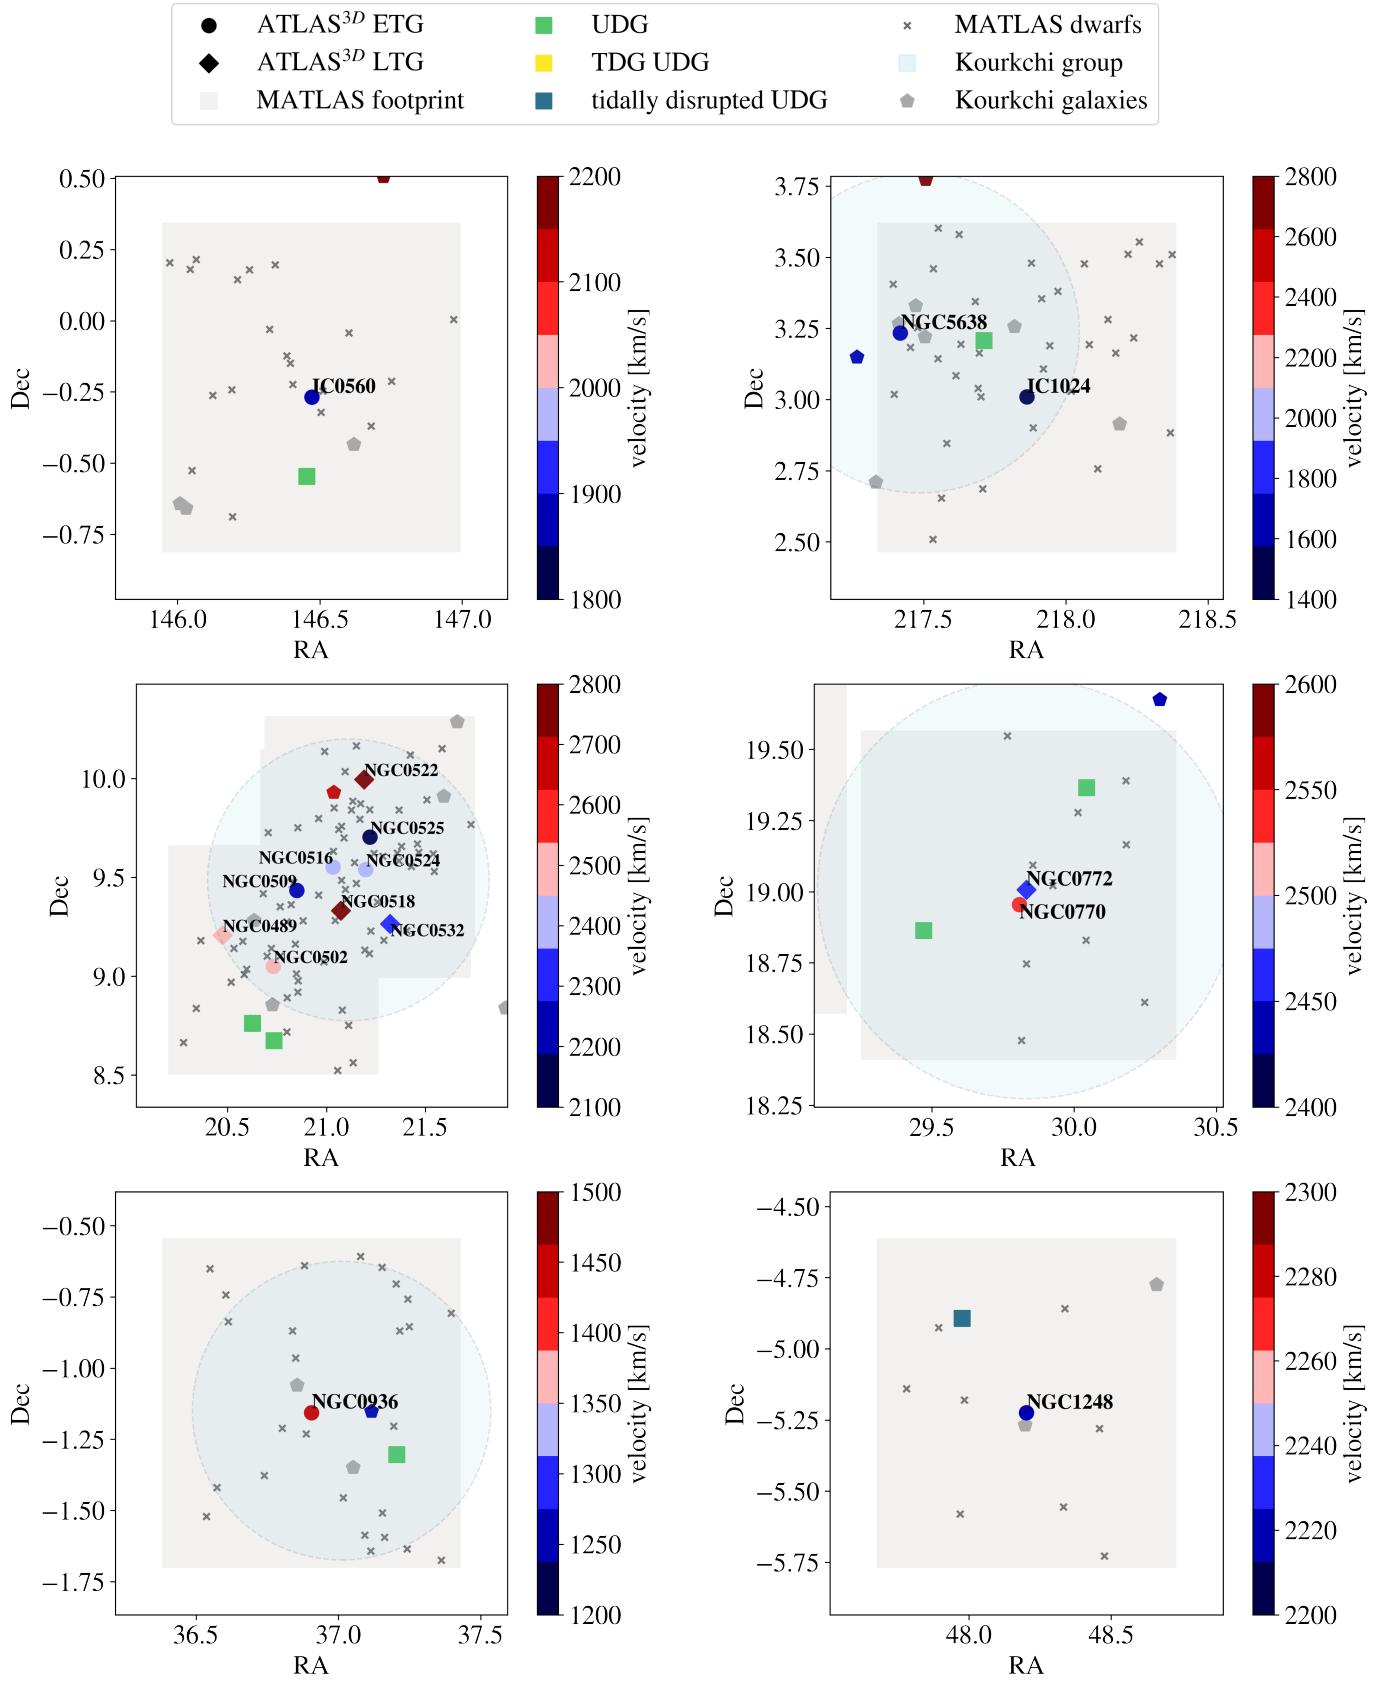 ATLAS³ᴰ ETG
UDG
MATLAS dwarfs
ATLAS³ᴰ LTG
TDG UDG
Kourkchi group
MATLAS footprint
tidally disrupted UDG
Kourkchi galaxies
0.50
0.25
0.00
−0.25
−0.50
−0.75
Dec
IC0560
146.0 146.5 147.0
RA
2200
2100
2000
1900
1800
velocity [km/s]
3.75
3.50
3.25
3.00
2.75
2.50
Dec
NGC5638
IC1024
217.5 218.0 218.5
RA
2800
2600
2400
2200
2000
1800
1600
1400
velocity [km/s]
10.0
9.5
9.0
8.5
Dec
NGC0522
NGC0525
NGC0516
NGC0524
NGC0509
NGC0518
NGC0489
NGC0532
NGC0502
20.5 21.0 21.5
RA
2800
2700
2600
2500
2400
2300
2200
2100
velocity [km/s]
19.50
19.25
19.00
18.75
18.50
18.25
Dec
NGC0772
NGC0770
29.5 30.0 30.5
RA
2600
2550
2500
2450
2400
velocity [km/s]
−0.50
−0.75
−1.00
−1.25
−1.50
−1.75
Dec
NGC0936
36.5 37.0 37.5
RA
1500
1450
1400
1350
1300
1250
1200
velocity [km/s]
−4.50
−4.75
−5.00
−5.25
−5.50
−5.75
Dec
NGC1248
48.0 48.5
RA
2300
2280
2260
2240
2220
2200
velocity [km/s]